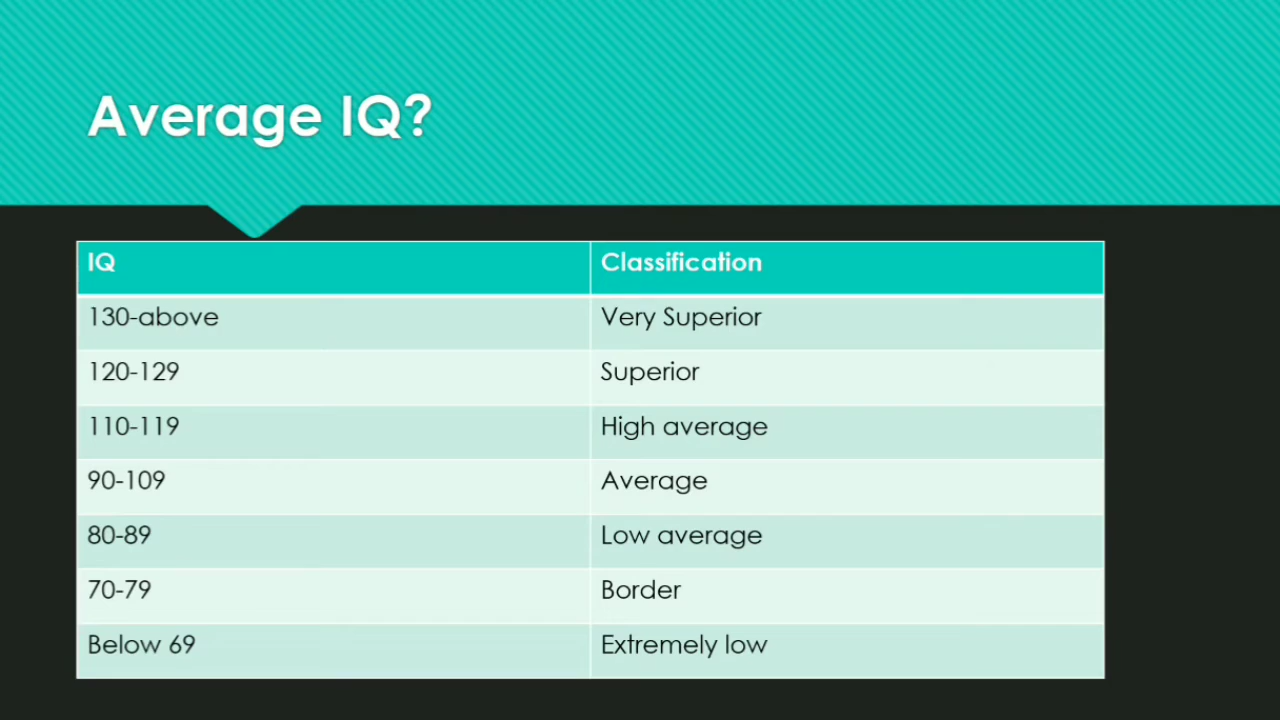 Average IQ?
IQ Classification
130-above Very Superior
120-129 Superior
110-119 High average
90-109 Average
80-89 Low average
70-79 Border
Below 69 Extremely low